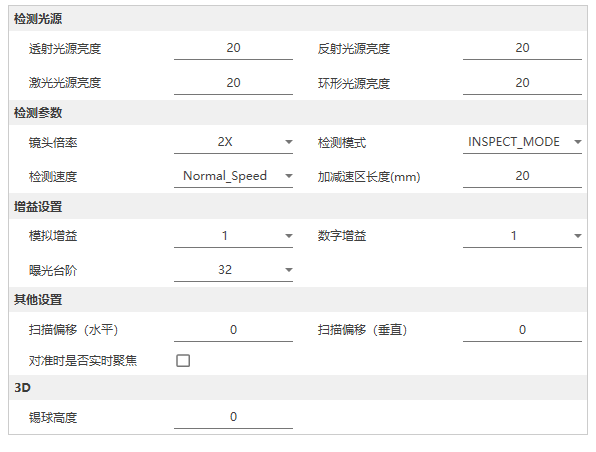 检测光源
透射光源亮度 20 反射光源亮度 20
激光光源亮度 20 环形光源亮度 20
检测参数
镜头倍率 2X 检测模式 INSPECT_MODE
检测速度 Normal_Speed 加减速区长度(mm) 20
增益设置
模拟增益 1 数字增益 1
曝光台阶 32
其他设置
扫描偏移（水平） 0 扫描偏移（垂直） 0
对准时是否实时聚焦
3D
锡球高度 0